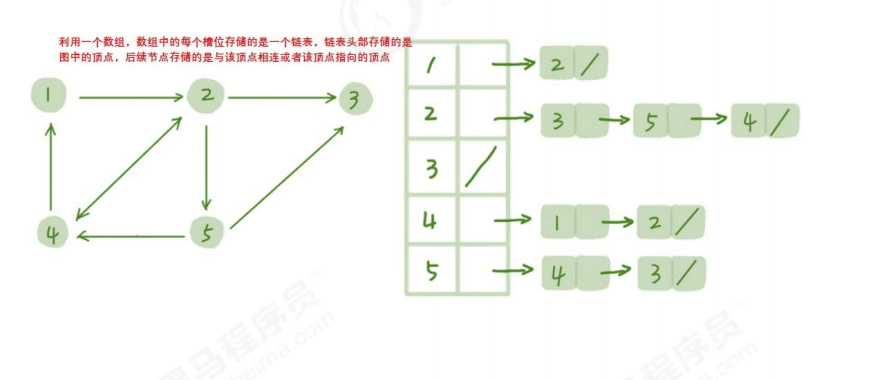 利用一个数组，数组中的每个槽位存储的是一个链表，链表头部存储的是
图中的顶点，后续节点存储的是与该顶点相连或者该顶点指向的顶点
1 2 3
4 5
1 2 /
2 3 5 4 /
3 /
4 1 2 /
5 4 3 /
马程序员
heima.com
马程序员